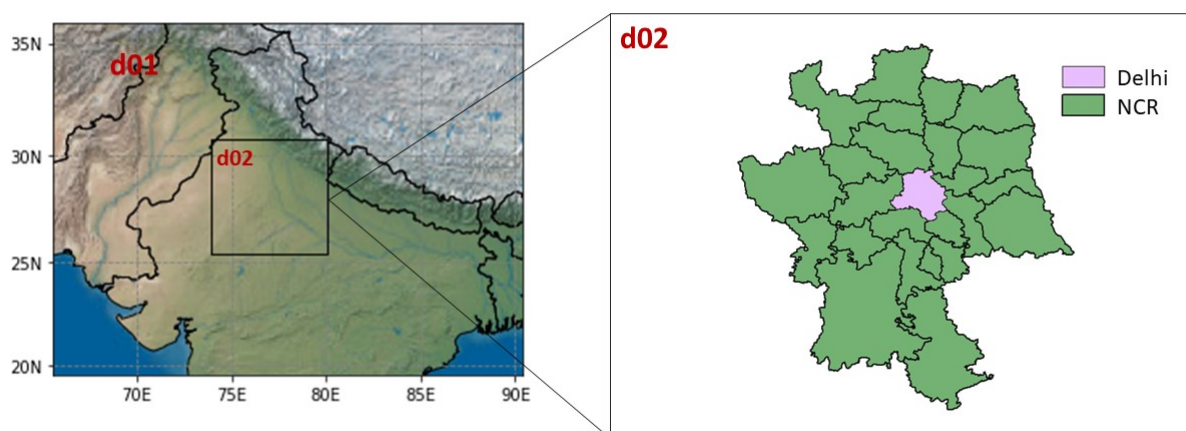 35N
30N
25N
20N
70E 75E 80E 85E 90E
d01
d02
d02
Delhi
NCR